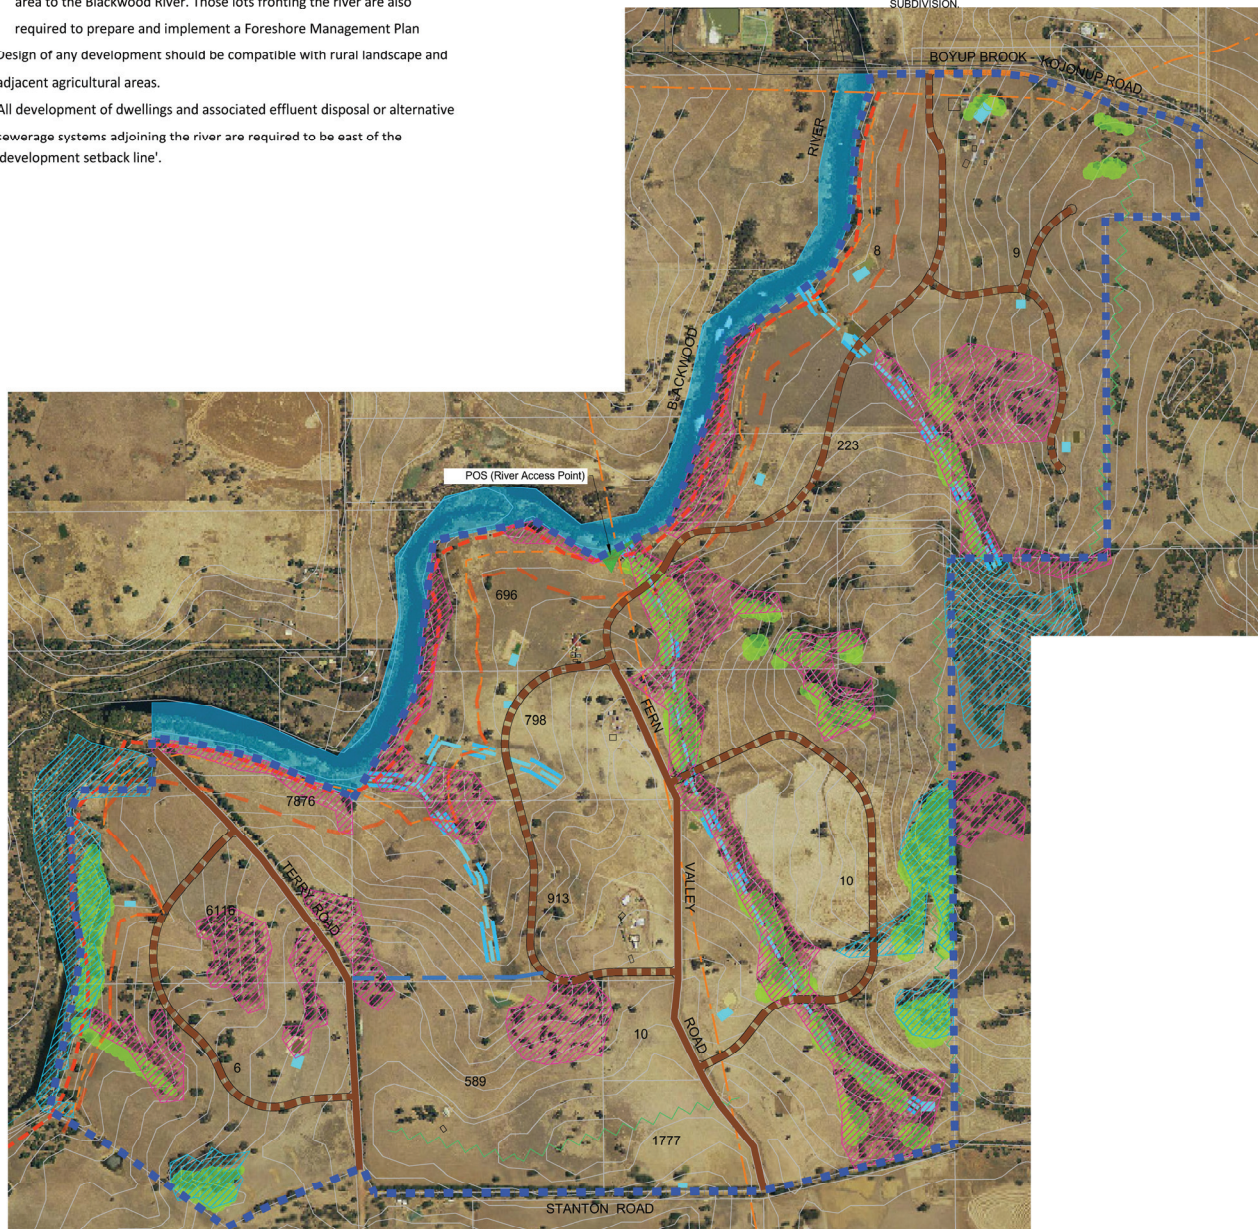 area to the Blackwood River. Those lots fronting the river are also
required to prepare and implement a Foreshore Management Plan
Design of any development should be compatible with rural landscape and
adjacent agricultural areas.
All development of dwellings and associated effluent disposal or alternative
sewerage systems adjoining the river are required to be east of the
development setback line'.
SUBDIVISION.
BOYUP BROOK - KOJONUP ROAD
RIVER
8
9
BLACKWOOD
223
POS (River Access Point)
696
798
FERN
7876
TERRY ROAD
VALLEY
10
913
6116
ROAD
10
6
589
1777
STANTON ROAD